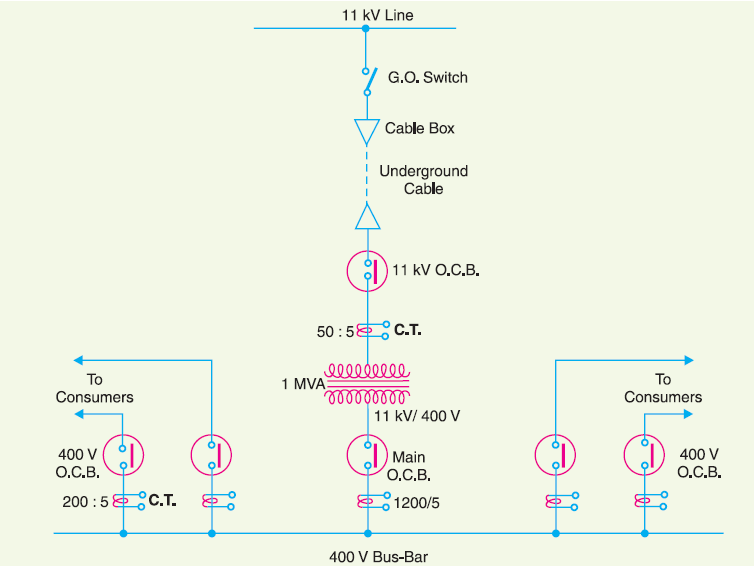 11 kV Line
G.O. Switch
Cable Box
Underground
Cable
11 kV O.C.B.
50 : 5
C.T.
1 MVA
11 kV/ 400 V
To
Consumers
To
Consumers
400 V
O.C.B.
Main
O.C.B.
400 V
O.C.B.
200 : 5
C.T.
1200/5
400 V Bus-Bar